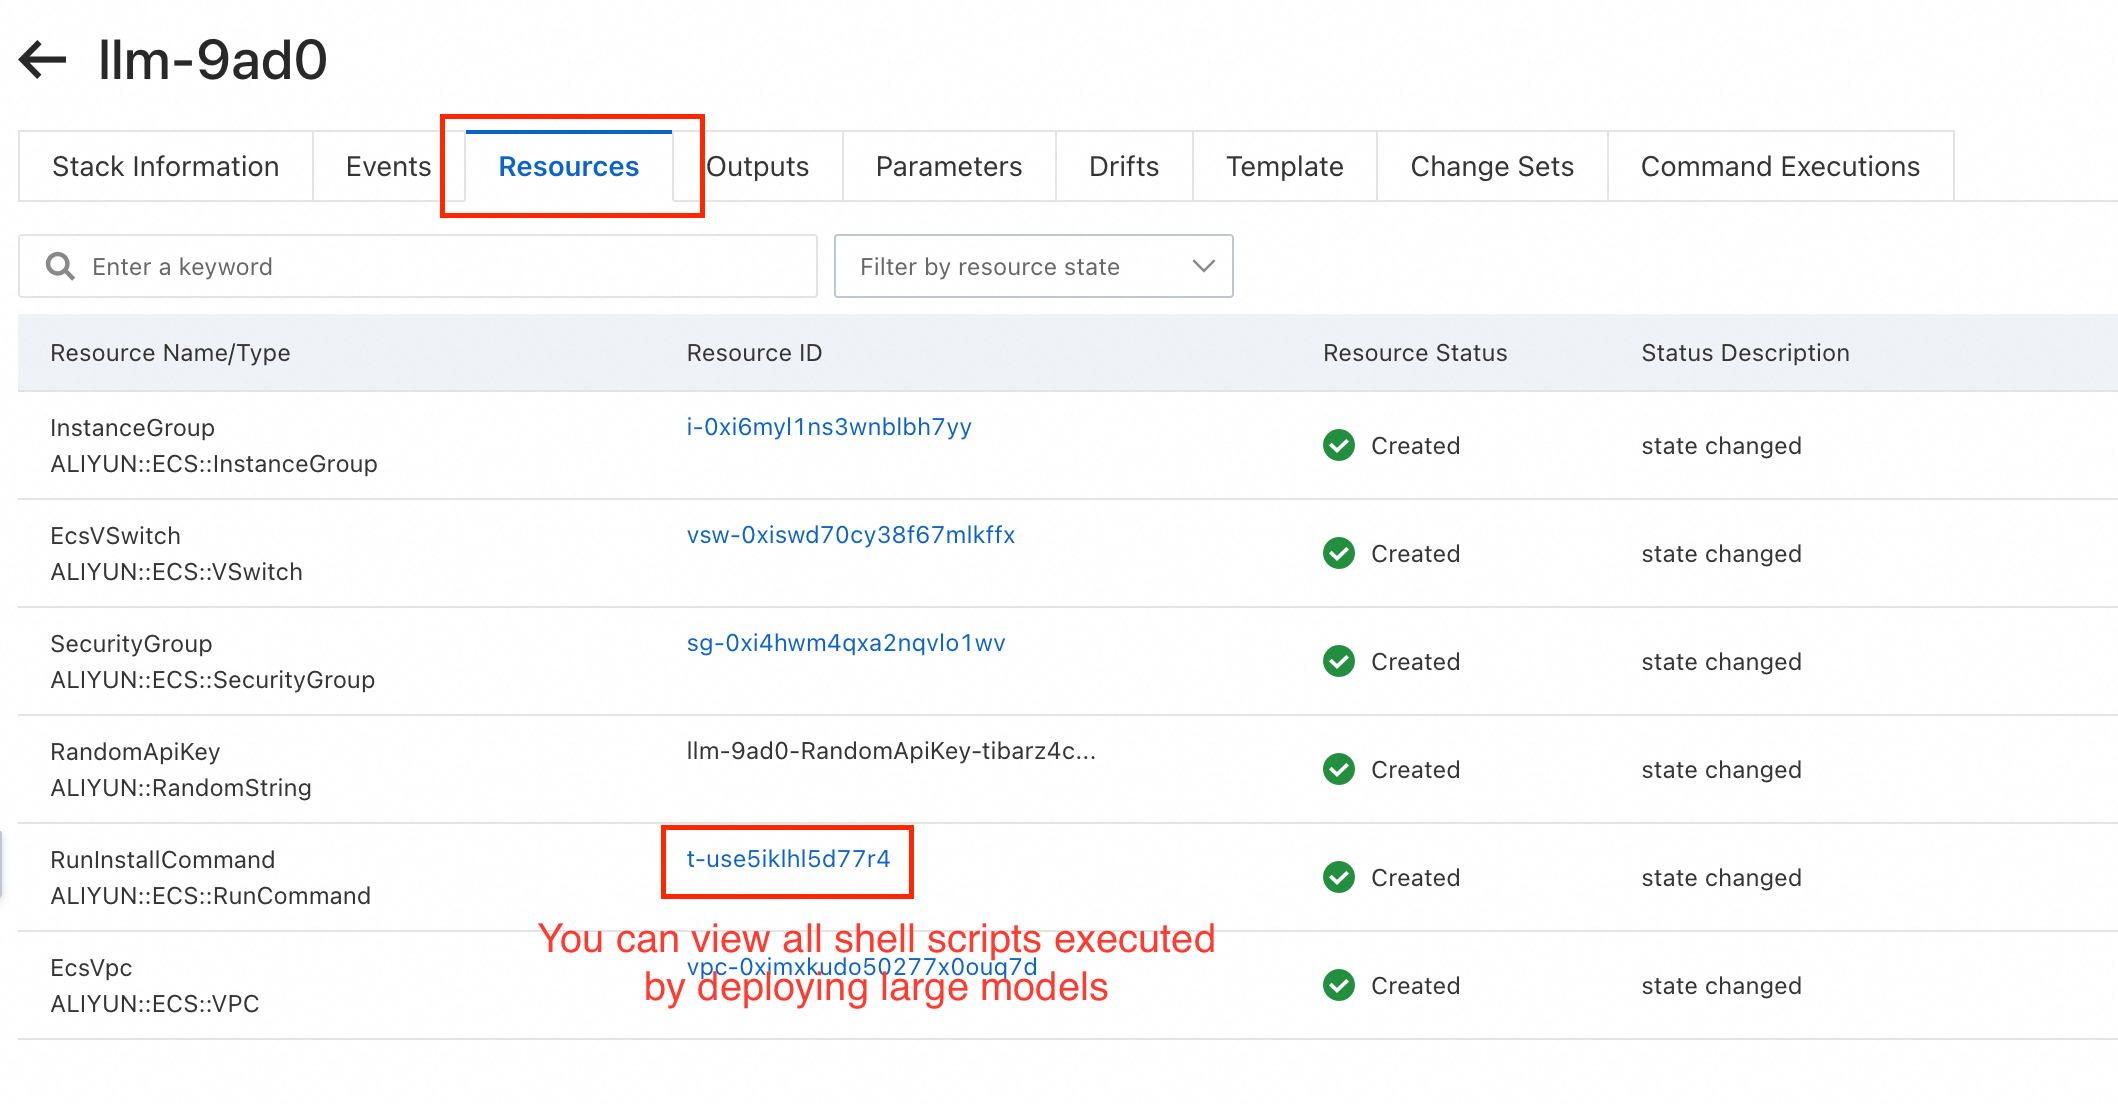 llm-9ad0
Stack Information Events Resources Outputs Parameters Drifts Template Change Sets Command Executions
Enter a keyword Filter by resource state
Resource Name/Type Resource ID Resource Status Status Description
InstanceGroup i-0xi6myl1ns3wnblbh7yy Created state changed
ALIYUN::ECS::InstanceGroup
EcsVSwitch vsw-0xiswd70cy38f67mlkffx Created state changed
ALIYUN::ECS::VSwitch
SecurityGroup sg-0xi4hwm4qxa2nqvlo1wv Created state changed
ALIYUN::ECS::SecurityGroup
RandomApiKey llm-9ad0-RandomApiKey-tibarz4c... Created state changed
ALIYUN::RandomString
RunInstallCommand t-use5iklhl5d77r4 Created state changed
ALIYUN::ECS::RunCommand
You can view all shell scripts executed
by deploying large models
EcsVpc vpc-0ximxkudo50277x0ouq7d Created state changed
ALIYUN::ECS::VPC